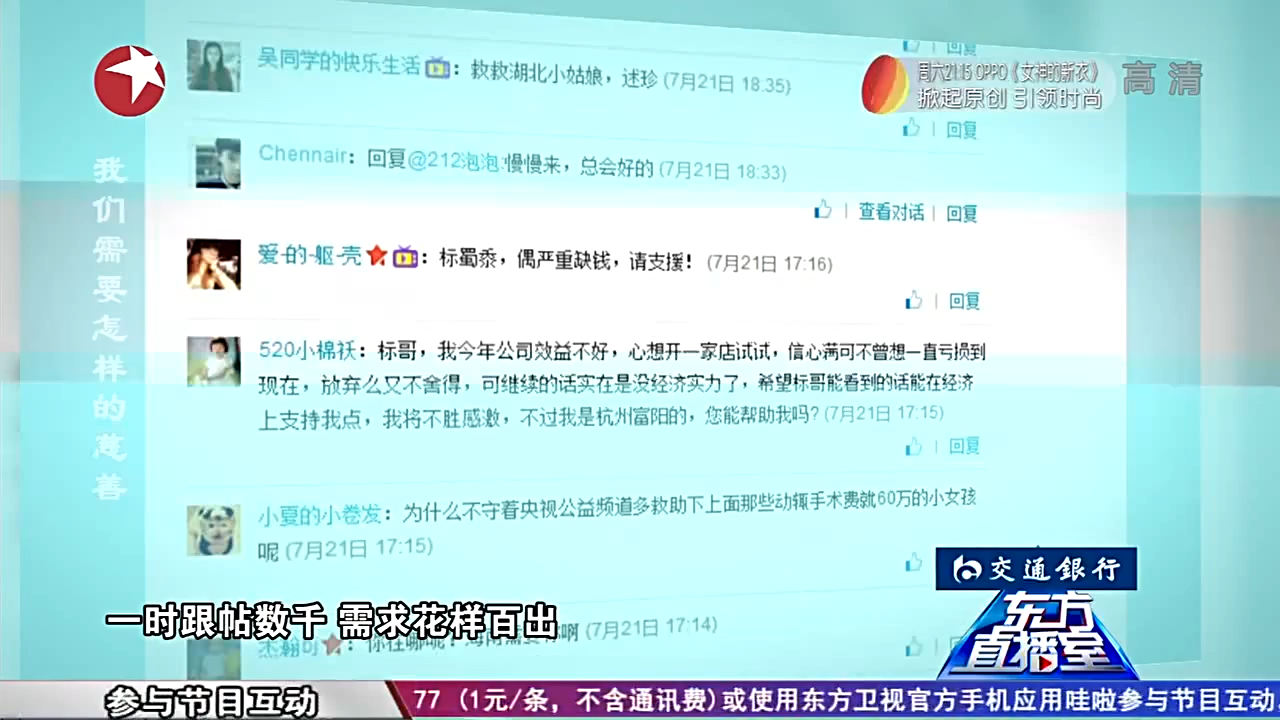 回复
吴同学的快乐生活：救救湖北小姑娘，述珍 (7月21日 18.35)
周六21:15 OPPO《女神的新衣》
掀起原创 引领时尚
高清
回复
Chennair：回复@212泡泡:慢慢来，总会好的 (7月21日 18:33)
查看对话 回复
爱-的-躯-壳：标蜀黍，偶严重缺钱，请支援！ (7月21日 17:16)
回复
520小棉袄：标哥，我今年公司效益不好，心想开一家店试试，信心满可不曾想一直亏损到
现在，放弃么又不舍得，可继续的话实在是没经济实力了，希望标哥能看到的话能在经济
上支持我点，我将不胜感激，不过我是杭州富阳的，您能帮助我吗? (7月21日 17:15)
回复
小夏的小卷发：为什么不守着央视公益频道多救助下上面那些动辄手术费就60万的小女孩
呢 (7月21日 17:15)
啊 (7月21日 17:14)
我们需要怎样的慈善
一时跟帖数千 需求花样百出
交通銀行
东方
直播室
参与节目互动
77 (1元/条，不含通讯费) 或使用东方卫视官方手机应用哇啦参与节目互动